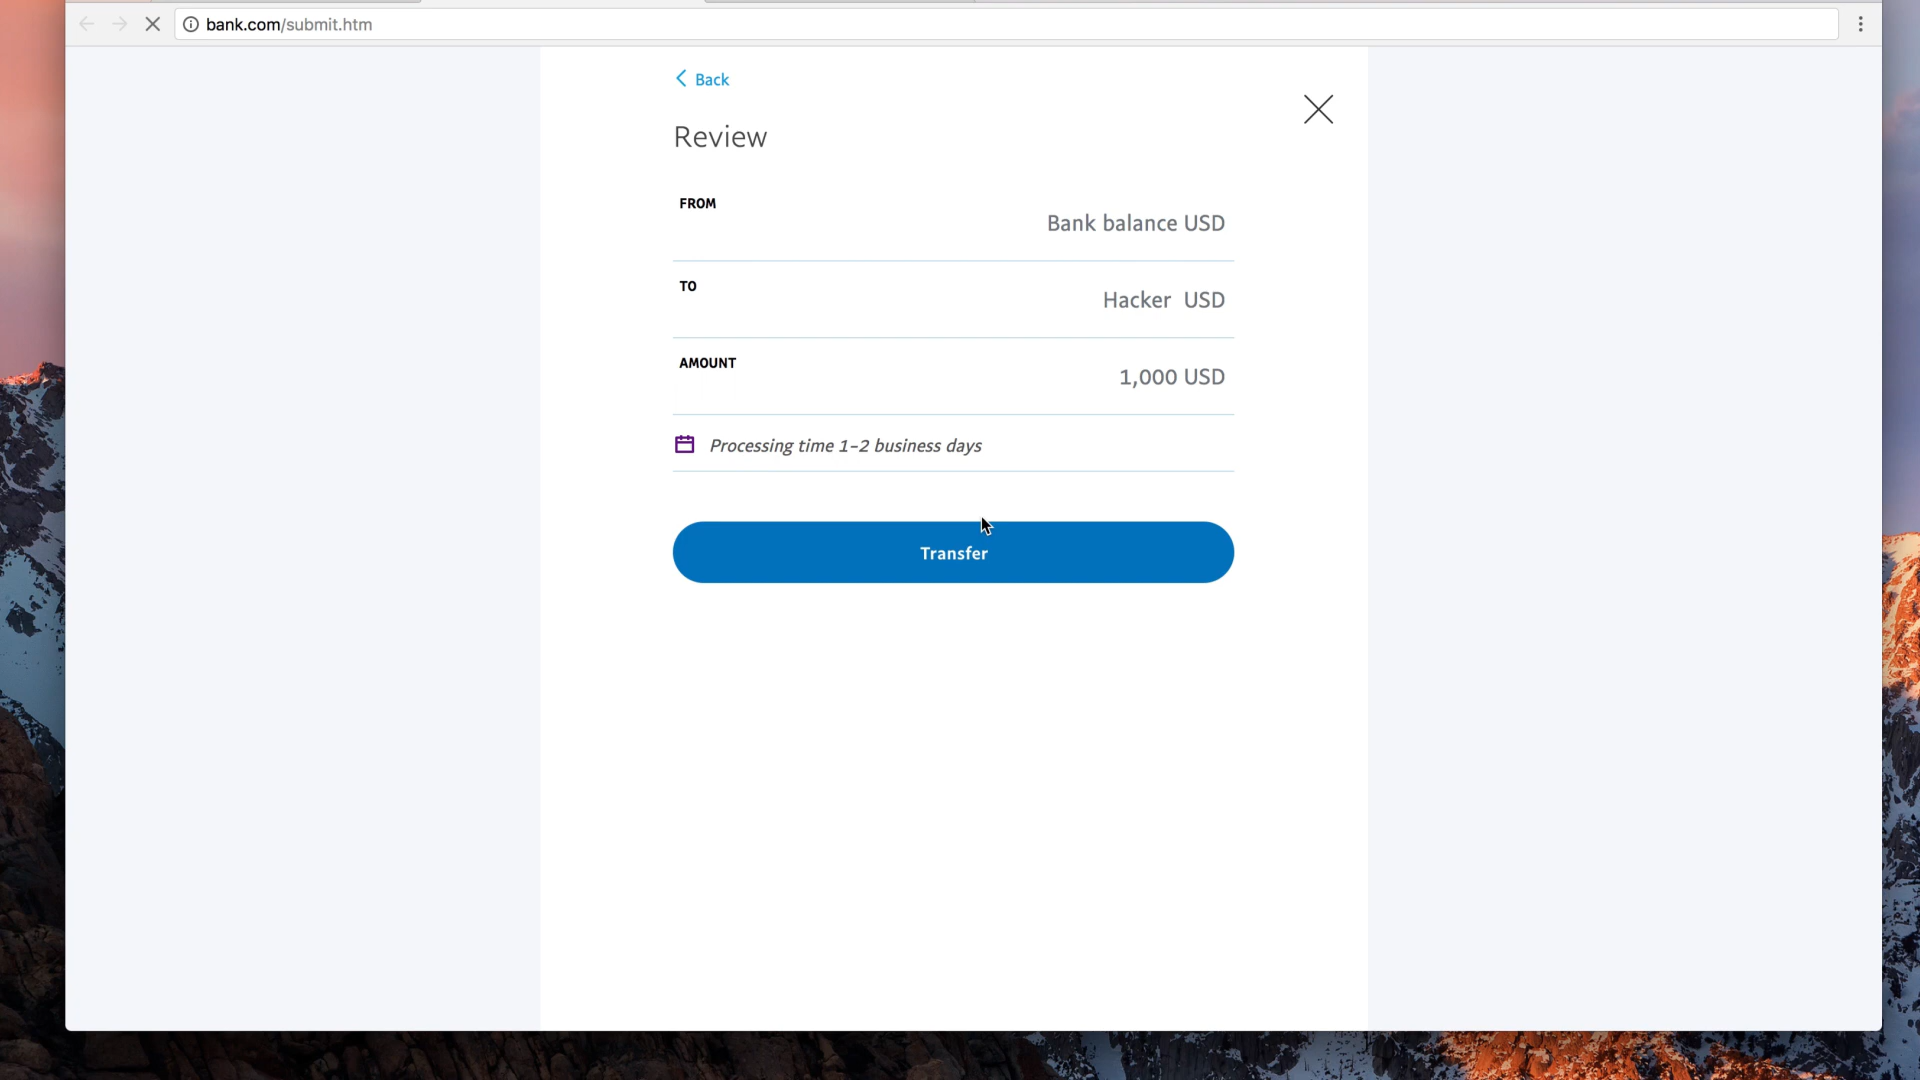 bank.com/submit.htm
Back
Review
FROM
Bank balance USD
TO
Hacker USD
AMOUNT
1,000 USD
Processing time 1-2 business days
Transfer